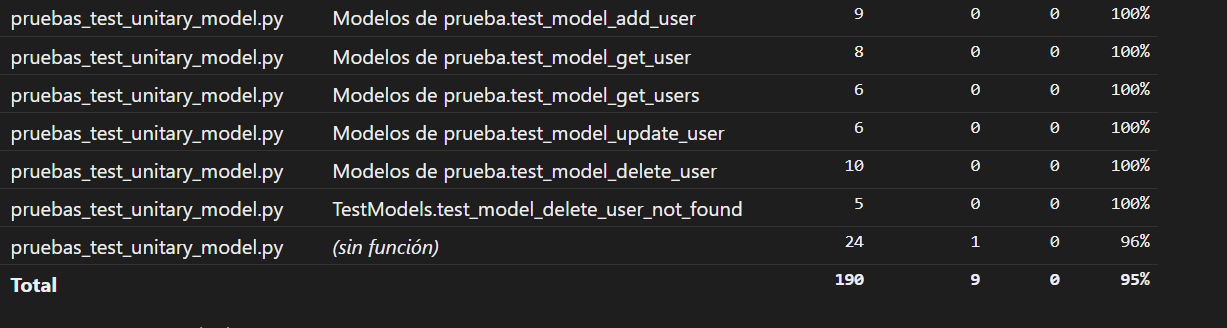 pruebas_test_unitary_model.py Modelos de prueba.test_model_add_user 9 0 0 100%
pruebas_test_unitary_model.py Modelos de prueba.test_model_get_user 8 0 0 100%
pruebas_test_unitary_model.py Modelos de prueba.test_model_get_users 6 0 0 100%
pruebas_test_unitary_model.py Modelos de prueba.test_model_update_user 6 0 0 100%
pruebas_test_unitary_model.py Modelos de prueba.test_model_delete_user 10 0 0 100%
pruebas_test_unitary_model.py TestModels.test_model_delete_user_not_found 5 0 0 100%
pruebas_test_unitary_model.py (sin función) 24 1 0 96%
Total 190 9 0 95%